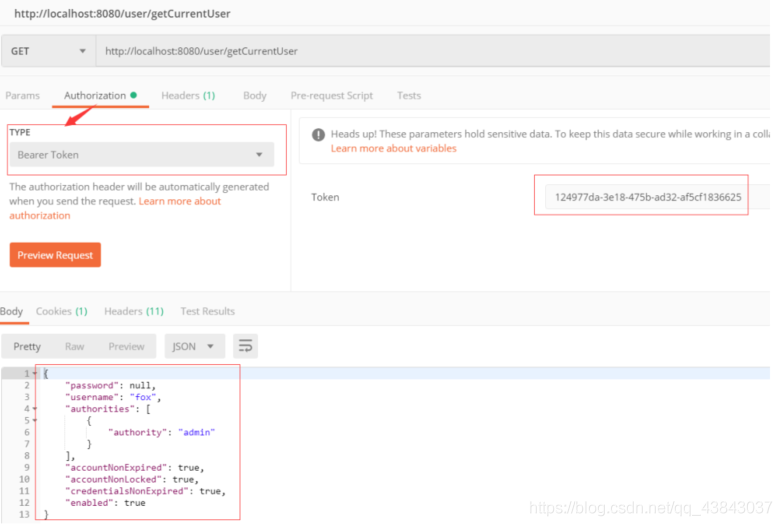 http://localhost:8080/user/getCurrentUser
GET http://localhost:8080/user/getCurrentUser
Params Authorization Headers (1) Body Pre-request Script Tests
TYPE
Bearer Token
The authorization header will be automatically generated
when you send the request. Learn more about
authorization
Preview Request
Heads up! These parameters hold sensitive data. To keep this data secure while working in a colla
Learn more about variables
Token 124977da-3e18-475b-ad32-af5cf1836625
Body Cookies (1) Headers (11) Test Results
Pretty Raw Preview JSON
1 {
2 "password": null,
3 "username": "fox",
4 "authorities": [
5 {
6 "authority": "admin"
7 }
8 ],
9 "accountNonExpired": true,
10 "accountNonLocked": true,
11 "credentialsNonExpired": true,
12 "enabled": true
13 }
https://blog.csdn.net/qq_43843037